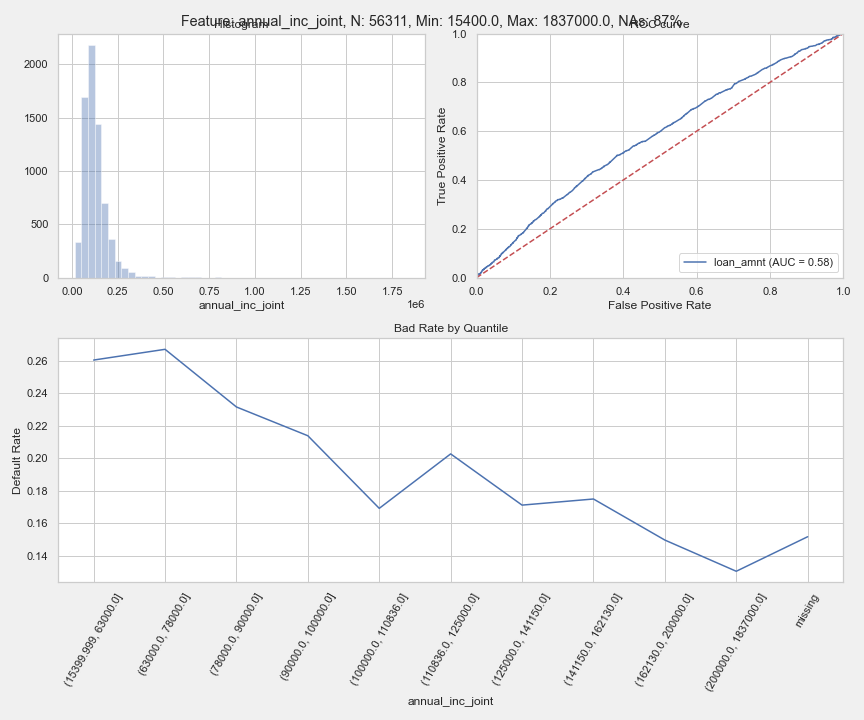 Feature: annual_inc_joint, N: 56311, Min: 15400.0, Max: 1837000.0, NAs: 87%
Histogram
2000
1500
1000
500
0
0.00 0.25 0.50 0.75 1.00 1.25 1.50 1.75
1e6
annual_inc_joint
ROC curve
True Positive Rate
1.0
0.8
0.6
0.4
0.2
0.0
loan_amnt (AUC = 0.58)
0.0 0.2 0.4 0.6 0.8 1.0
False Positive Rate
Bad Rate by Quantile
Default Rate
0.26
0.24
0.22
0.20
0.18
0.16
0.14
(15399.999, 63000.0]
(63000.0, 78000.0]
(78000.0, 90000.0]
(90000.0, 100000.0]
(100000.0, 110836.0]
(110836.0, 125000.0]
(125000.0, 141150.0]
(141150.0, 162130.0]
(162130.0, 200000.0]
(200000.0, 1837000.0]
missing
annual_inc_joint